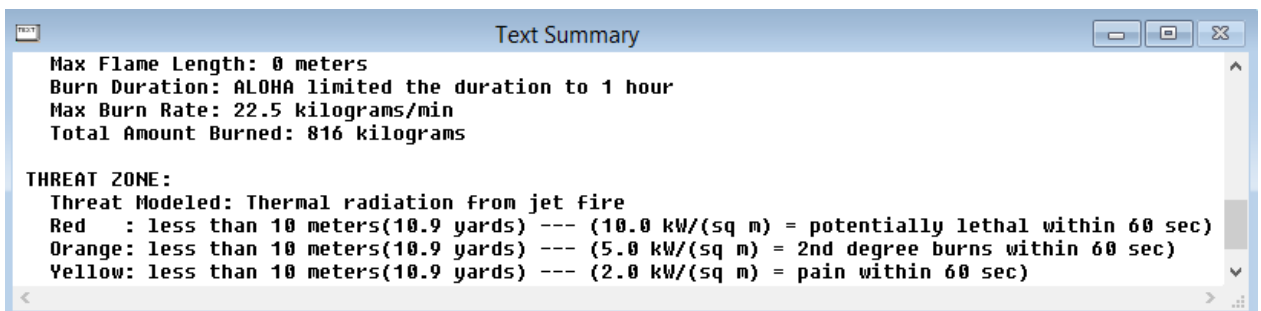 Text Summary
Max Flame Length: 0 meters
Burn Duration: ALOHA limited the duration to 1 hour
Max Burn Rate: 22.5 kilograms/min
Total Amount Burned: 816 kilograms
THREAT ZONE:
Threat Modeled: Thermal radiation from jet fire
Red   : less than 10 meters(10.9 yards) --- (10.0 kW/(sq m) = potentially lethal within 60 sec)
Orange: less than 10 meters(10.9 yards) --- (5.0 kW/(sq m) = 2nd degree burns within 60 sec)
Yellow: less than 10 meters(10.9 yards) --- (2.0 kW/(sq m) = pain within 60 sec)